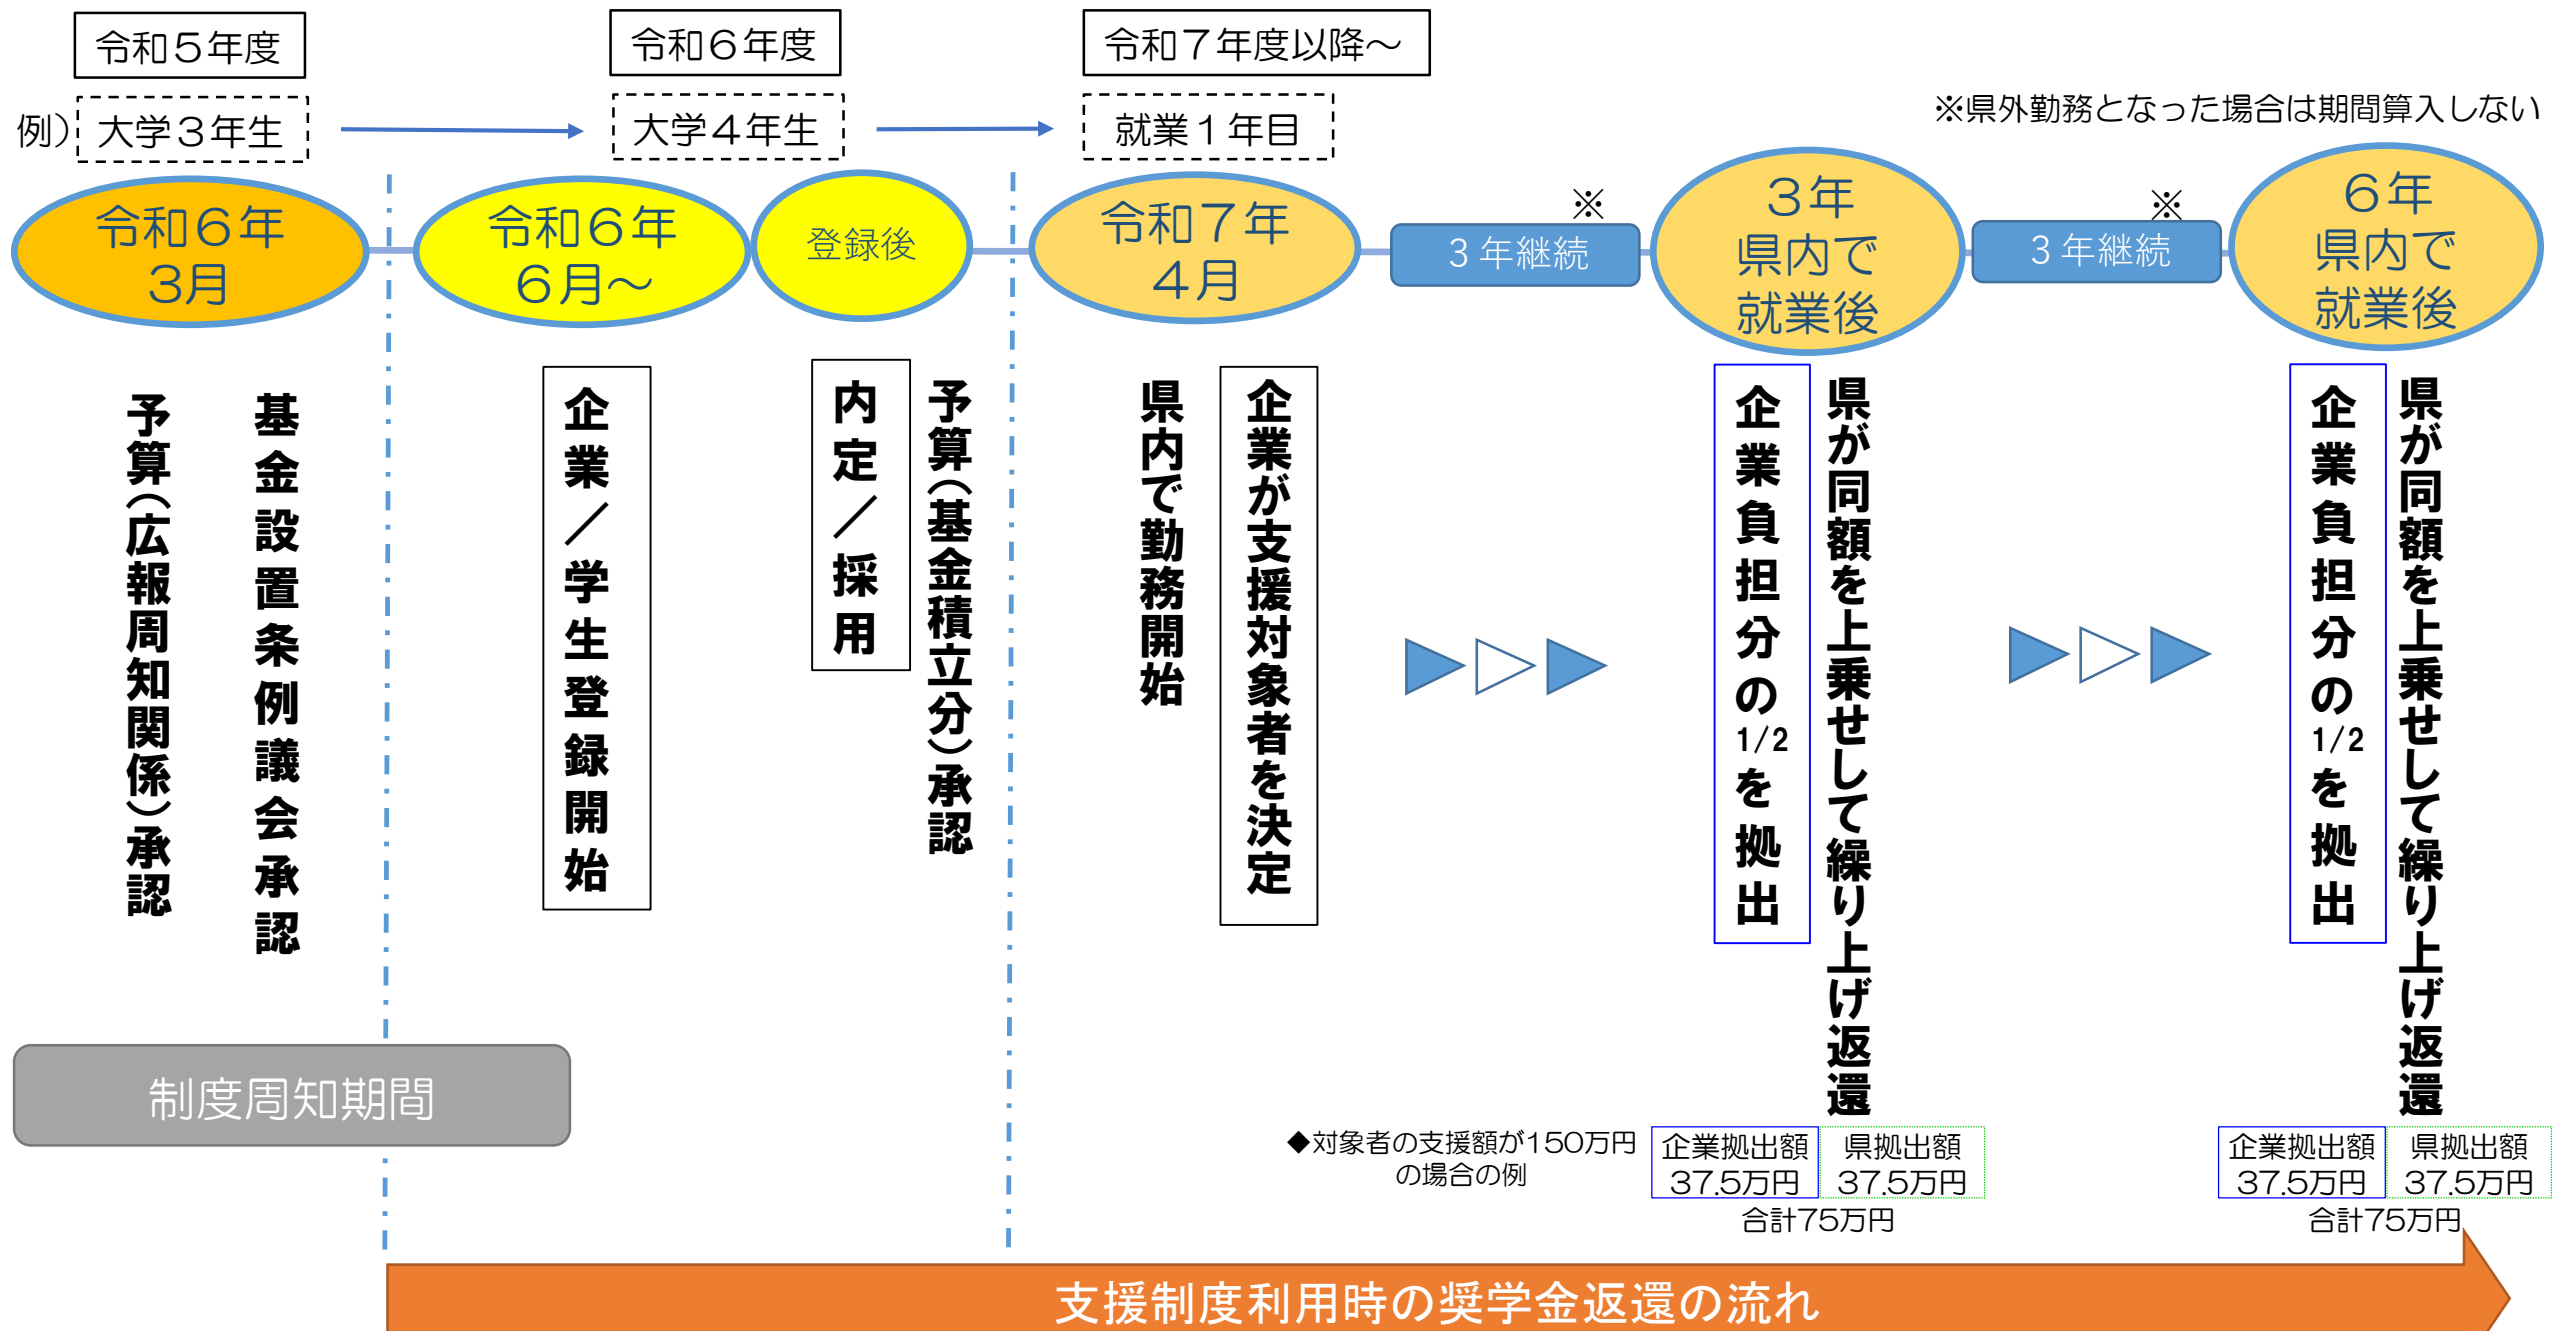 令和５年度
令和６年度
令和７年度以降～
例）
大学３年生
大学４年生
就業１年目
※県外勤務となった場合は期間算入しない
令和６年
３月
令和６年
６月～
登録後
令和７年
４月
※
３年継続
３年
県内で
就業後
※
３年継続
６年
県内で
就業後
予算（広報周知関係）承認
基金設置条例議会承認
企業／学生登録開始
内定／採用
予算（基金積立分）承認
県内で勤務開始
企業が支援対象者を決定
企業負担分の1/2を拠出
県が同額を上乗せして繰り上げ返還
企業負担分の1/2を拠出
県が同額を上乗せして繰り上げ返還
制度周知期間
◆対象者の支援額が150万円
の場合の例
企業拠出額
37.5万円
県拠出額
37.5万円
合計75万円
企業拠出額
37.5万円
県拠出額
37.5万円
合計75万円
支援制度利用時の奨学金返還の流れ